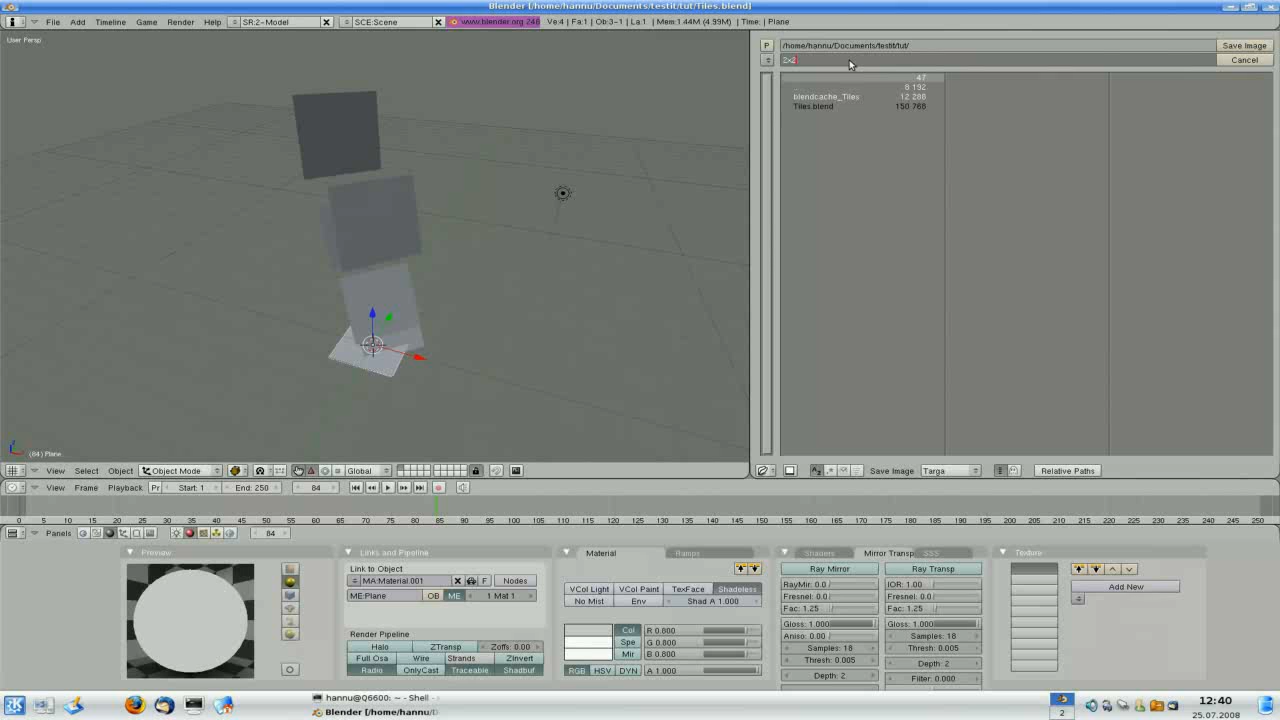 Blender [/home/hannu/Documents/testit/tut/Tiles.blend]
File Add Timeline Game Render Help SR:2-Model SCE:Scene www.blender.org 246 Ve:4 | Fa:1 | Ob:3-1 | La:1 | Mem:1.44M (4.99M) | Time: | Plane
User Persp
P /home/hannu/Documents/testit/tut/ Save Image
2x2 Cancel
47
8 192
blendcache_Tiles 12 288
Tiles.blend 150 768
(84) Plane
View Select Object Object Mode Global
Save Image Targa Relative Paths
View Frame Playback Pr Start: 1 End: 250 84
0 5 10 15 20 25 30 35 40 45 50 55 60 65 70 75 80 85 90 95 100 105 110 115 120 125 130 135 140 145 150 155 160 165 170 175 180 185 190 195 200 205 210 215 220 225 230 235 240 245 250
Panels 84
Preview
Links and Pipeline
Link to Object
MA:Material.001 F Nodes
ME:Plane OB ME 1 Mat 1
Render Pipeline
Halo ZTransp Zoffs: 0.00
Full Osa Wire Strands ZInvert
Radio OnlyCast Traceable Shadbuf
Material Ramps
VCol Light VCol Paint TexFace Shadeless
No Mist Env Shad A 1.000
Col R 0.800
Spe G 0.800
Mir B 0.800
RGB HSV DYN A 1.000
Shaders Mirror Transp SSS
Ray Mirror Ray Transp
RayMir: 0.0 IOR: 1.00
Fresnel: 0.0 Fresnel: 0.0
Fac: 1.25 Fac: 1.25
Gloss: 1.000 Gloss: 1.000
Aniso: 0.00 Samples: 18
Samples: 18 Thresh: 0.005
Thresh: 0.005 Depth: 2
Depth: 2 Filter: 0.000
Texture
Add New
hannu@Q6600: ~ - Shell
Blender [/home/hannu/D
2
12:40
25.07.2008